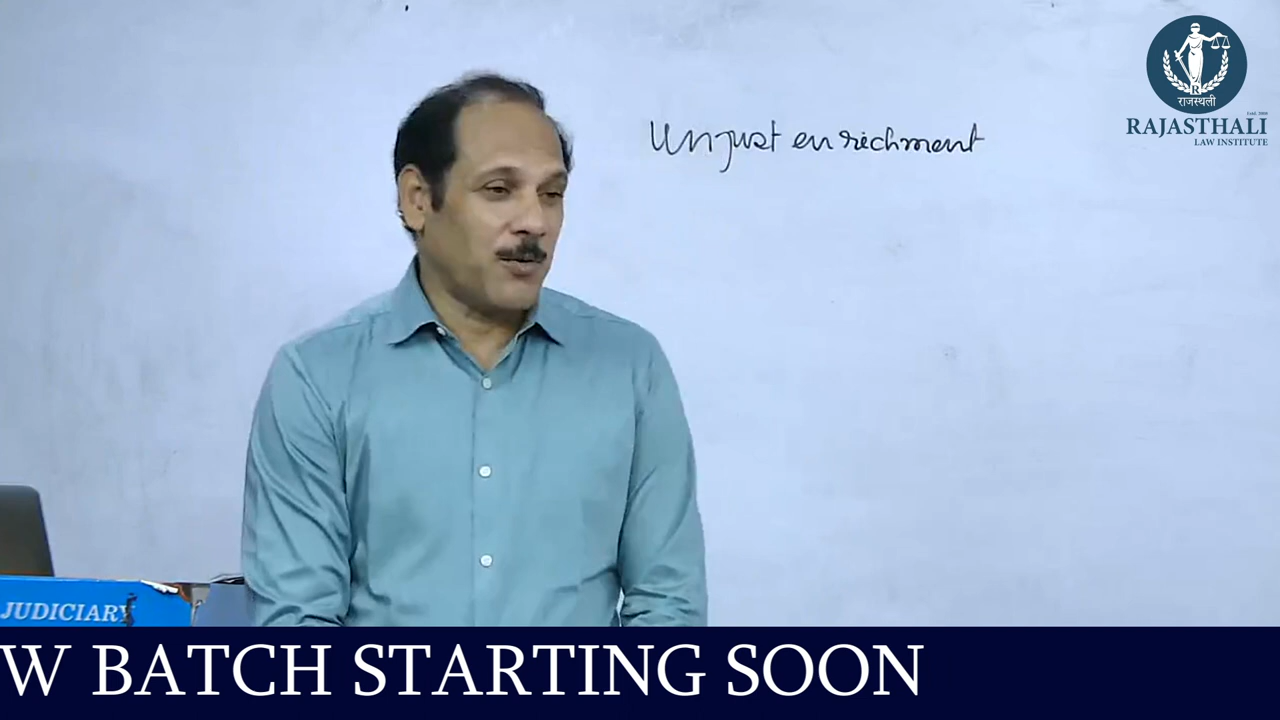 Unjust enrichment
राजस्थली
RAJASTHALI
LAW INSTITUTE
JUDICIARY
W BATCH STARTING SOON